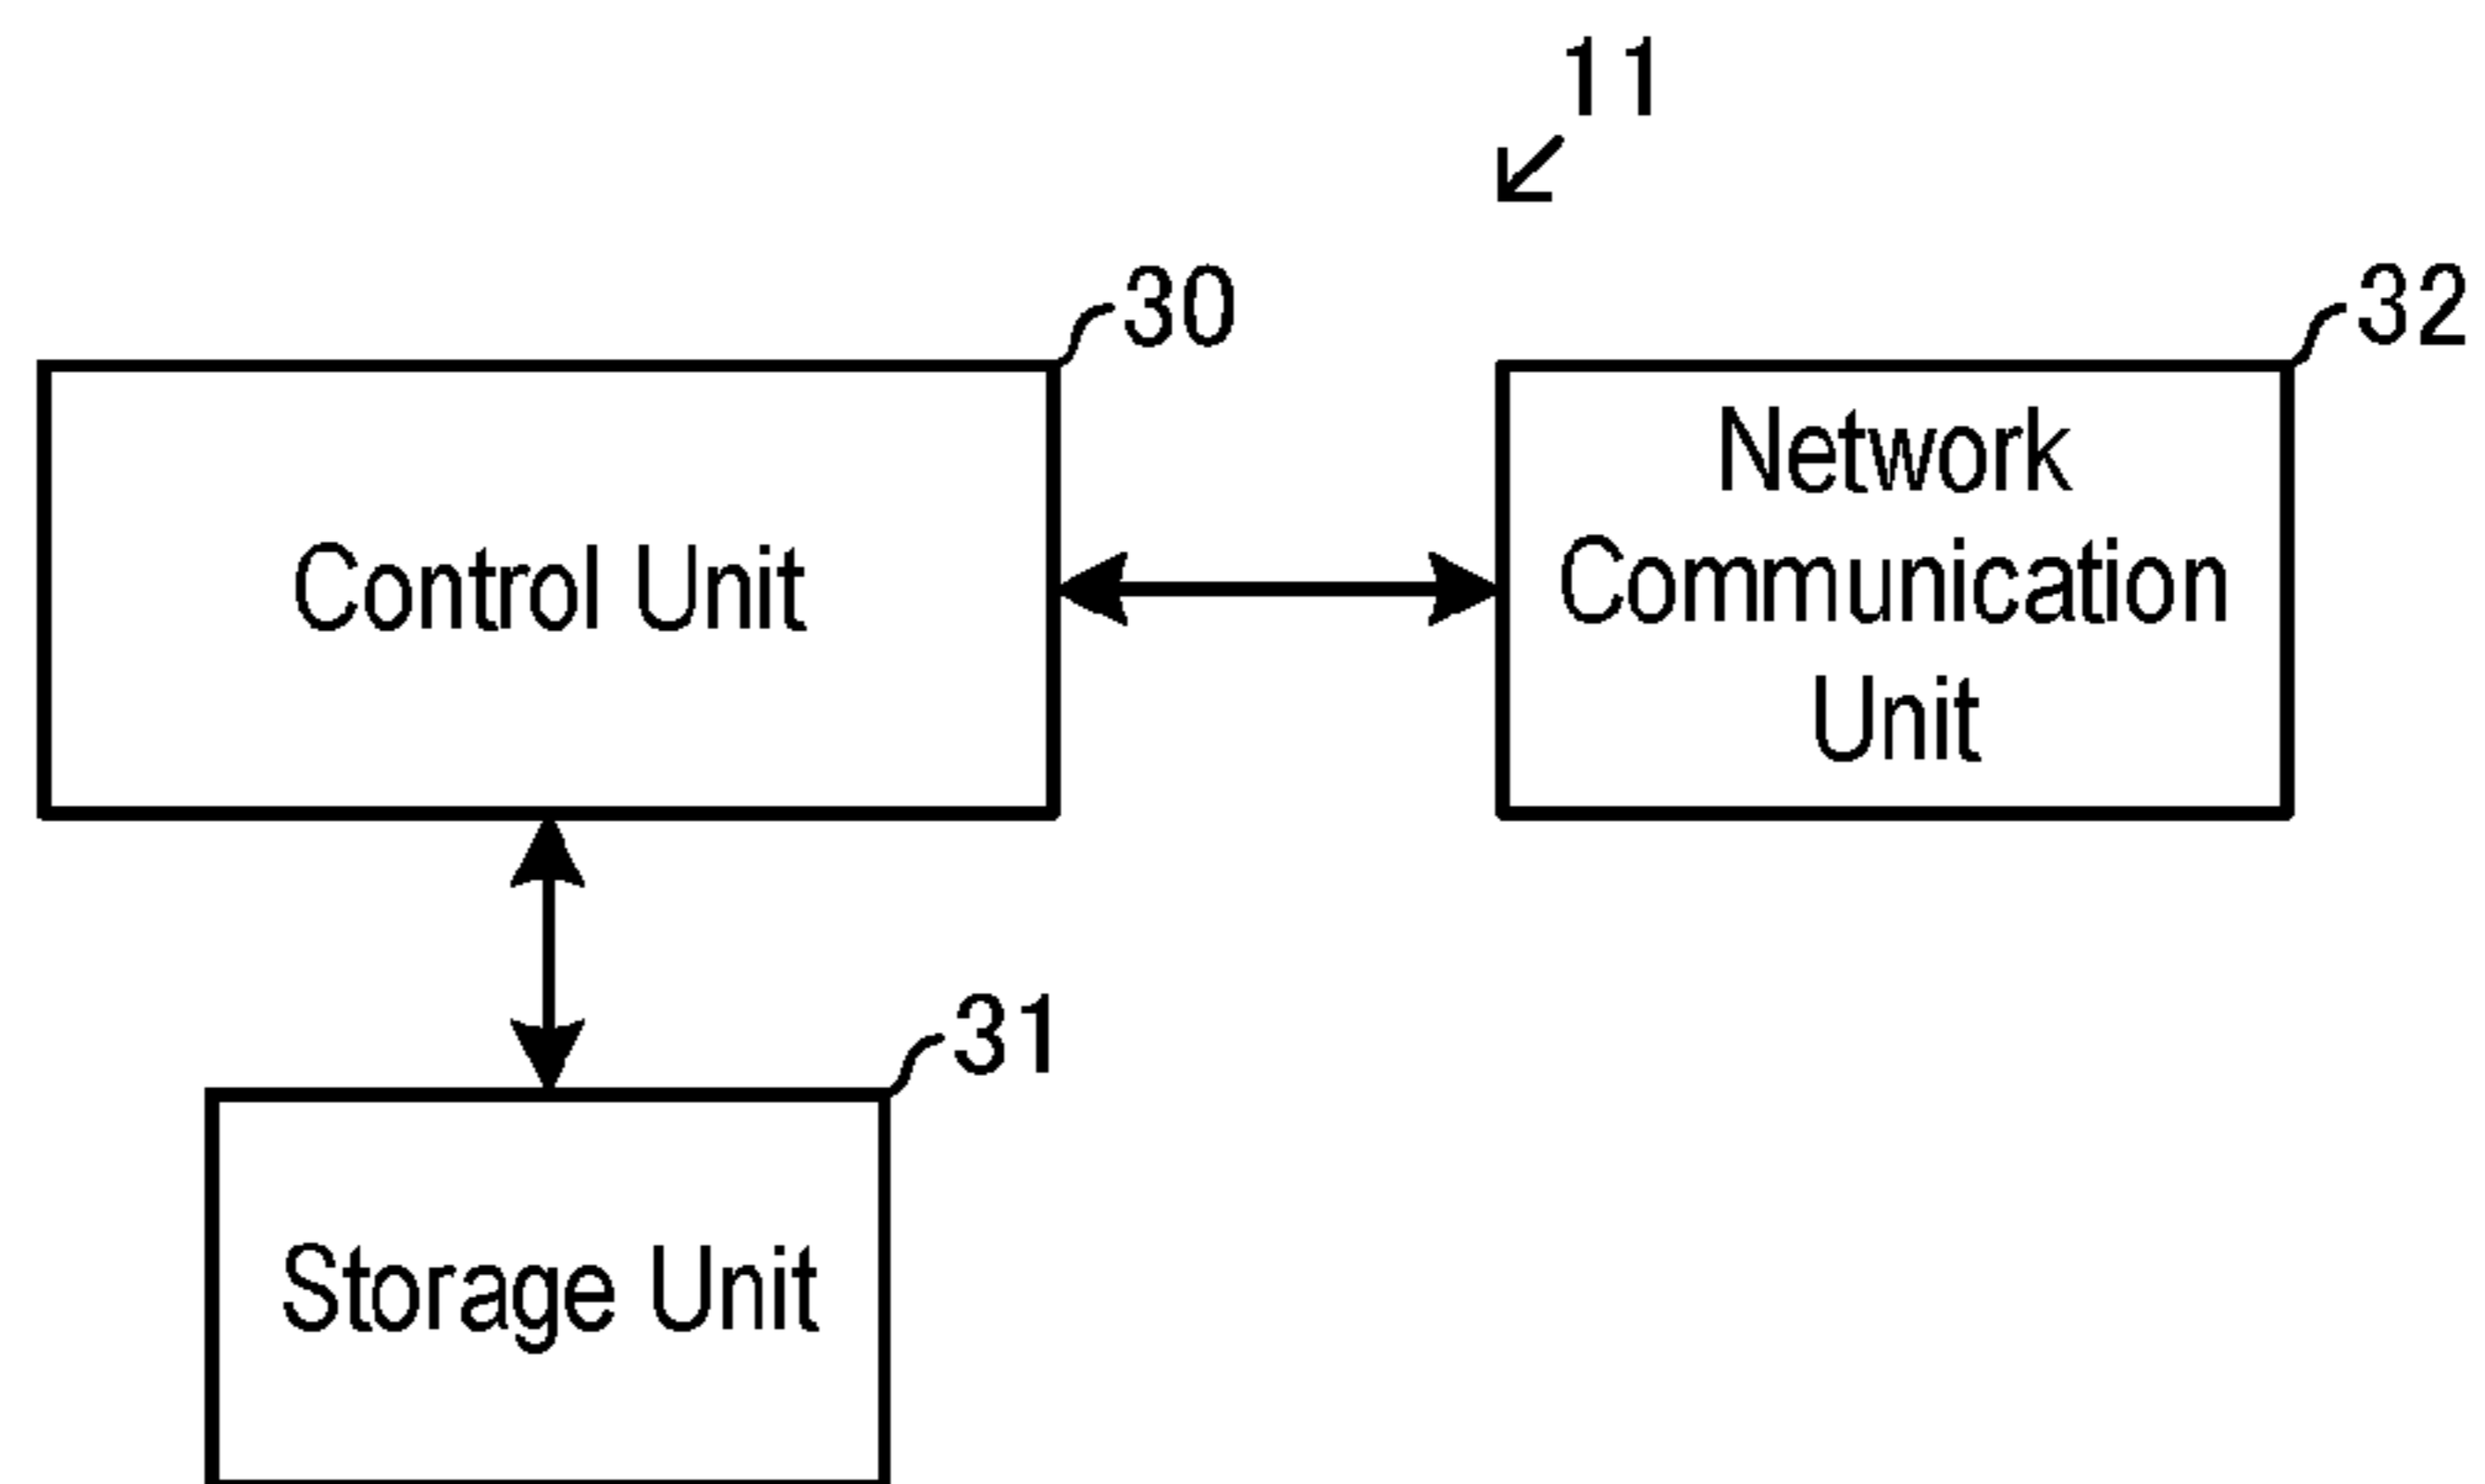 11
30
32
Control Unit
Network
Communication
Unit
31
Storage Unit